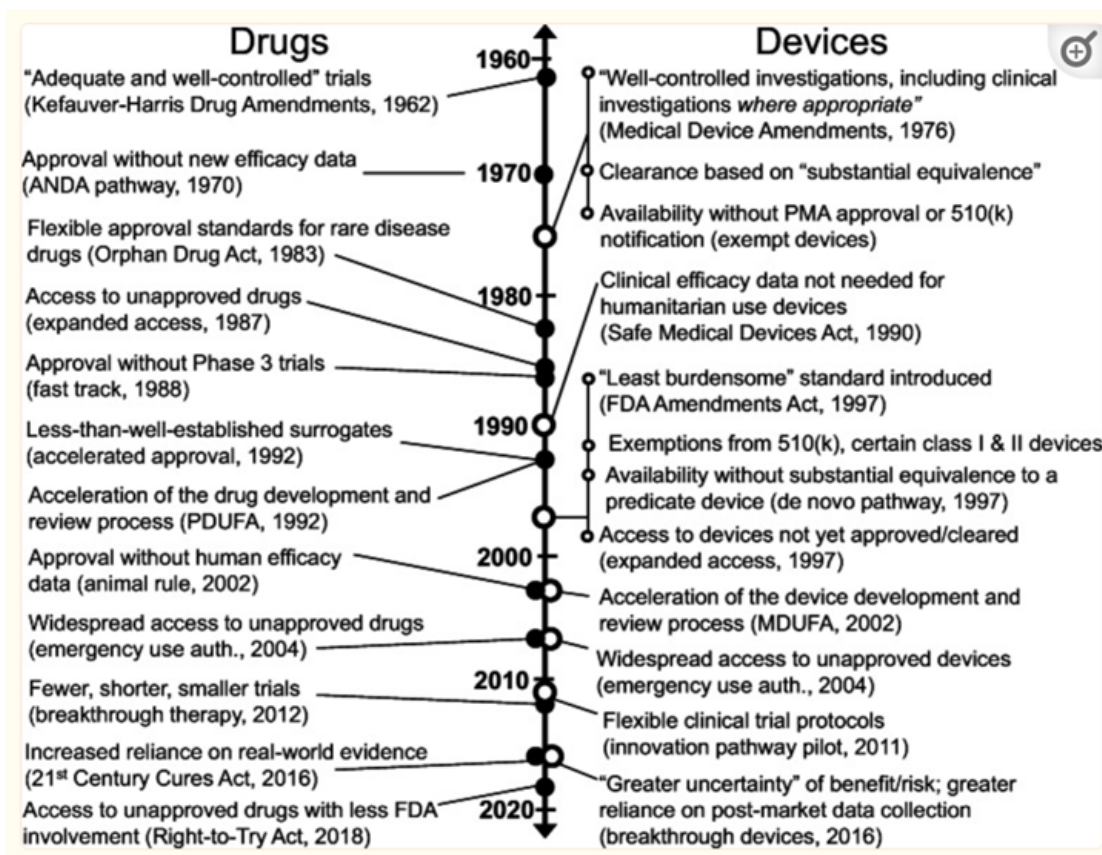 Drugs
"Adequate and well-controlled" trials
(Kefauver-Harris Drug Amendments, 1962)
Approval without new efficacy data
(ANDA pathway, 1970)
Flexible approval standards for rare disease
drugs (Orphan Drug Act, 1983)
Access to unapproved drugs
(expanded access, 1987)
Approval without Phase 3 trials
(fast track, 1988)
Less-than-well-established surrogates
(accelerated approval, 1992)
Acceleration of the drug development and
review process (PDUFA, 1992)
Approval without human efficacy
data (animal rule, 2002)
Widespread access to unapproved drugs
(emergency use auth., 2004)
Fewer, shorter, smaller trials
(breakthrough therapy, 2012)
Increased reliance on real-world evidence
(21st Century Cures Act, 2016)
Access to unapproved drugs with less FDA
involvement (Right-to-Try Act, 2018)
1960
1970
1980
1990
2000
2010
2020
Devices
"Well-controlled investigations, including clinical
investigations where appropriate"
(Medical Device Amendments, 1976)
Clearance based on "substantial equivalence"
Availability without PMA approval or 510(k)
notification (exempt devices)
Clinical efficacy data not needed for
humanitarian use devices
(Safe Medical Devices Act, 1990)
"Least burdensome" standard introduced
(FDA Amendments Act, 1997)
Exemptions from 510(k), certain class I & II devices
Availability without substantial equivalence to a
predicate device (de novo pathway, 1997)
Access to devices not yet approved/cleared
(expanded access, 1997)
Acceleration of the device development and
review process (MDUFA, 2002)
Widespread access to unapproved devices
(emergency use auth., 2004)
Flexible clinical trial protocols
(innovation pathway pilot, 2011)
"Greater uncertainty" of benefit/risk; greater
reliance on post-market data collection
(breakthrough devices, 2016)